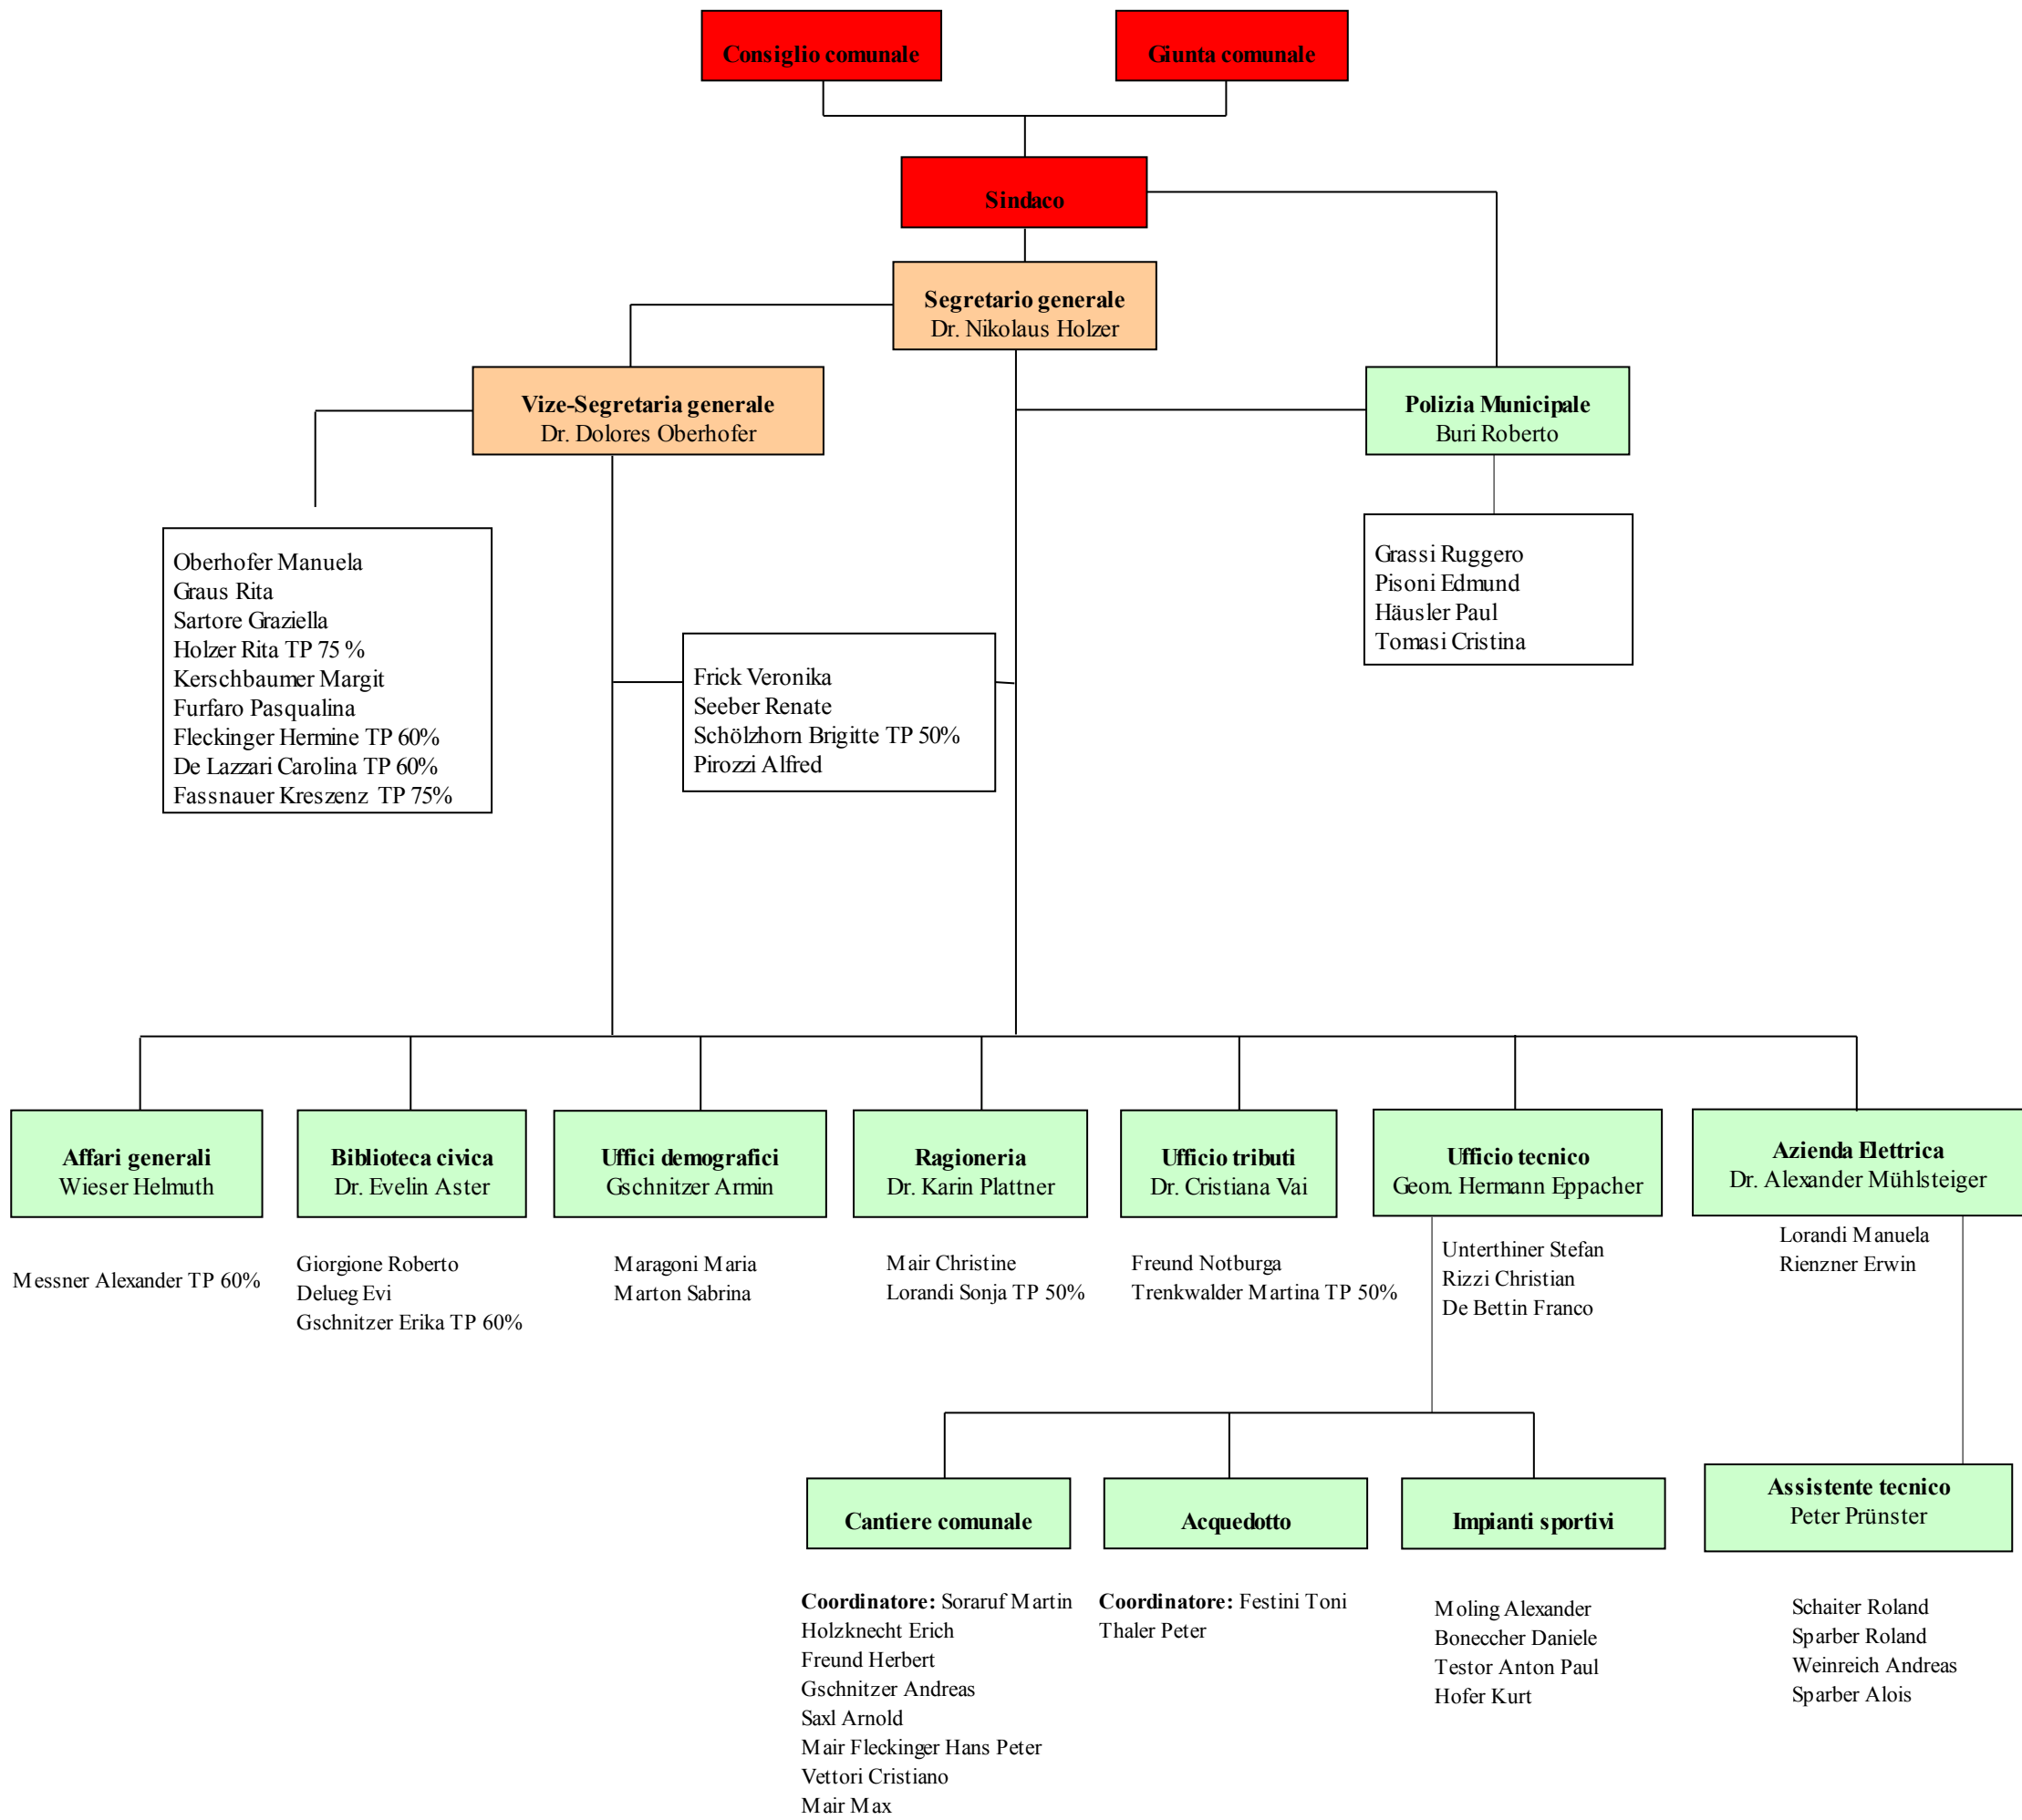 Consiglio comunale
Giunta comunale
Sindaco
Segretario generale
Dr. Nikolaus Holzer
Vize-Segretaria generale
Dr. Dolores Oberhofer
Polizia Municipale
Buri Roberto
Oberhofer Manuela
Graus Rita
Sartore Graziella
Holzer Rita TP 75 %
Kerschbaumer Margit
Furfaro Pasqualina
Fleckinger Hermine TP 60%
De Lazzari Carolina TP 60%
Fassnauer Kreszenz TP 75%
Frick Veronika
Seeber Renate
Schölzhorn Brigitte TP 50%
Pirozzi Alfred
Grassi Ruggero
Pisoni Edmund
Häusler Paul
Tomasi Cristina
Affari generali
Wieser Helmuth
Messner Alexander TP 60%
Biblioteca civica
Dr. Evelin Aster
Giorgione Roberto
Delueg Evi
Gschnitzer Erika TP 60%
Uffici demografici
Gschnitzer Armin
Maragoni Maria
Marton Sabrina
Ragioneria
Dr. Karin Plattner
Mair Christine
Lorandi Sonja TP 50%
Ufficio tributi
Dr. Cristiana Vai
Freund Notburga
Trenkwalder Martina TP 50%
Ufficio tecnico
Geom. Hermann Eppacher
Unterthiner Stefan
Rizzi Christian
De Bettin Franco
Azienda Elettrica
Dr. Alexander Mühlsteiger
Lorandi Manuela
Rienzner Erwin
Cantiere comunale
Coordinatore: Soraruf Martin
Holzknecht Erich
Freund Herbert
Gschnitzer Andreas
Saxl Arnold
Mair Fleckinger Hans Peter
Vettori Cristiano
Mair Max
Acquedotto
Coordinatore: Festini Toni
Thaler Peter
Impianti sportivi
Moling Alexander
Boneccher Daniele
Testor Anton Paul
Hofer Kurt
Assistente tecnico
Peter Prünster
Schaiter Roland
Sparber Roland
Weinreich Andreas
Sparber Alois